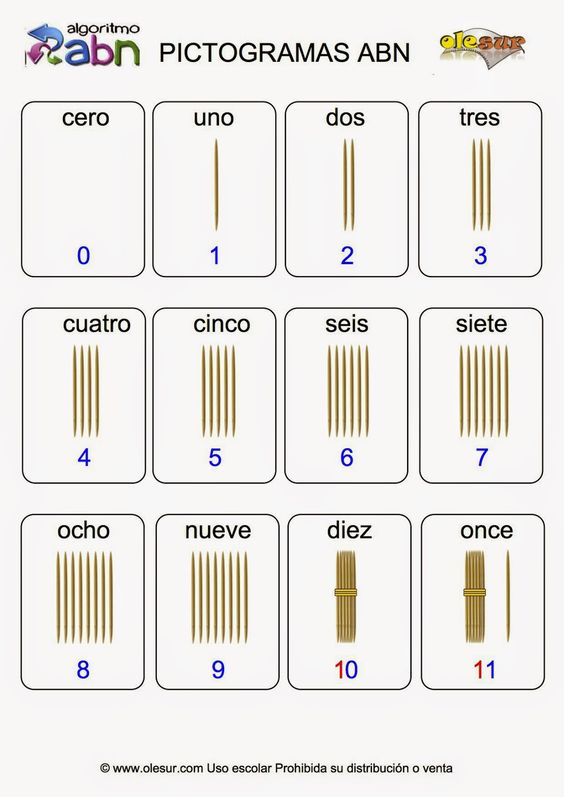 algoritmo
abn
PICTOGRAMAS ABN
olesur
cero
uno
dos
tres
0
1
2
3
cuatro
cinco
seis
siete
4
5
6
7
ocho
nueve
diez
once
8
9
10
11
© www.olesur.com Uso escolar Prohibida su distribución o venta